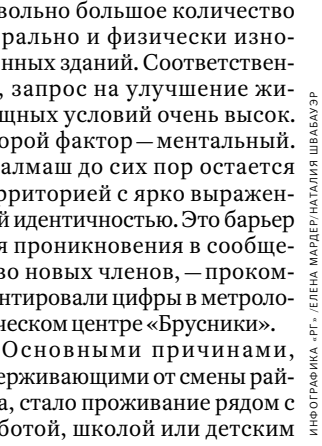 вольно большое количество
рально и физически изно-
нных зданий. Соответствен-
, запрос на улучшение жи-
щных условий очень высок.
орой фактор — ментальный.
алмаш до сих пор остается
рриторией с ярко выражен-
й идентичностью. Это барьер
я проникновения в сообще-
во новых членов, — проком-
нтировали цифры в метроло-
ческом центре «Брусники».
Основными причинами,
ерживающими от смены рай-
а, стало проживание рядом с
ботой, школой или детским
ИНФОГРАФИКА «РГ» /ЕЛЕНА МАРДЕР/НАТАЛИЯ ШВАБАУЭР